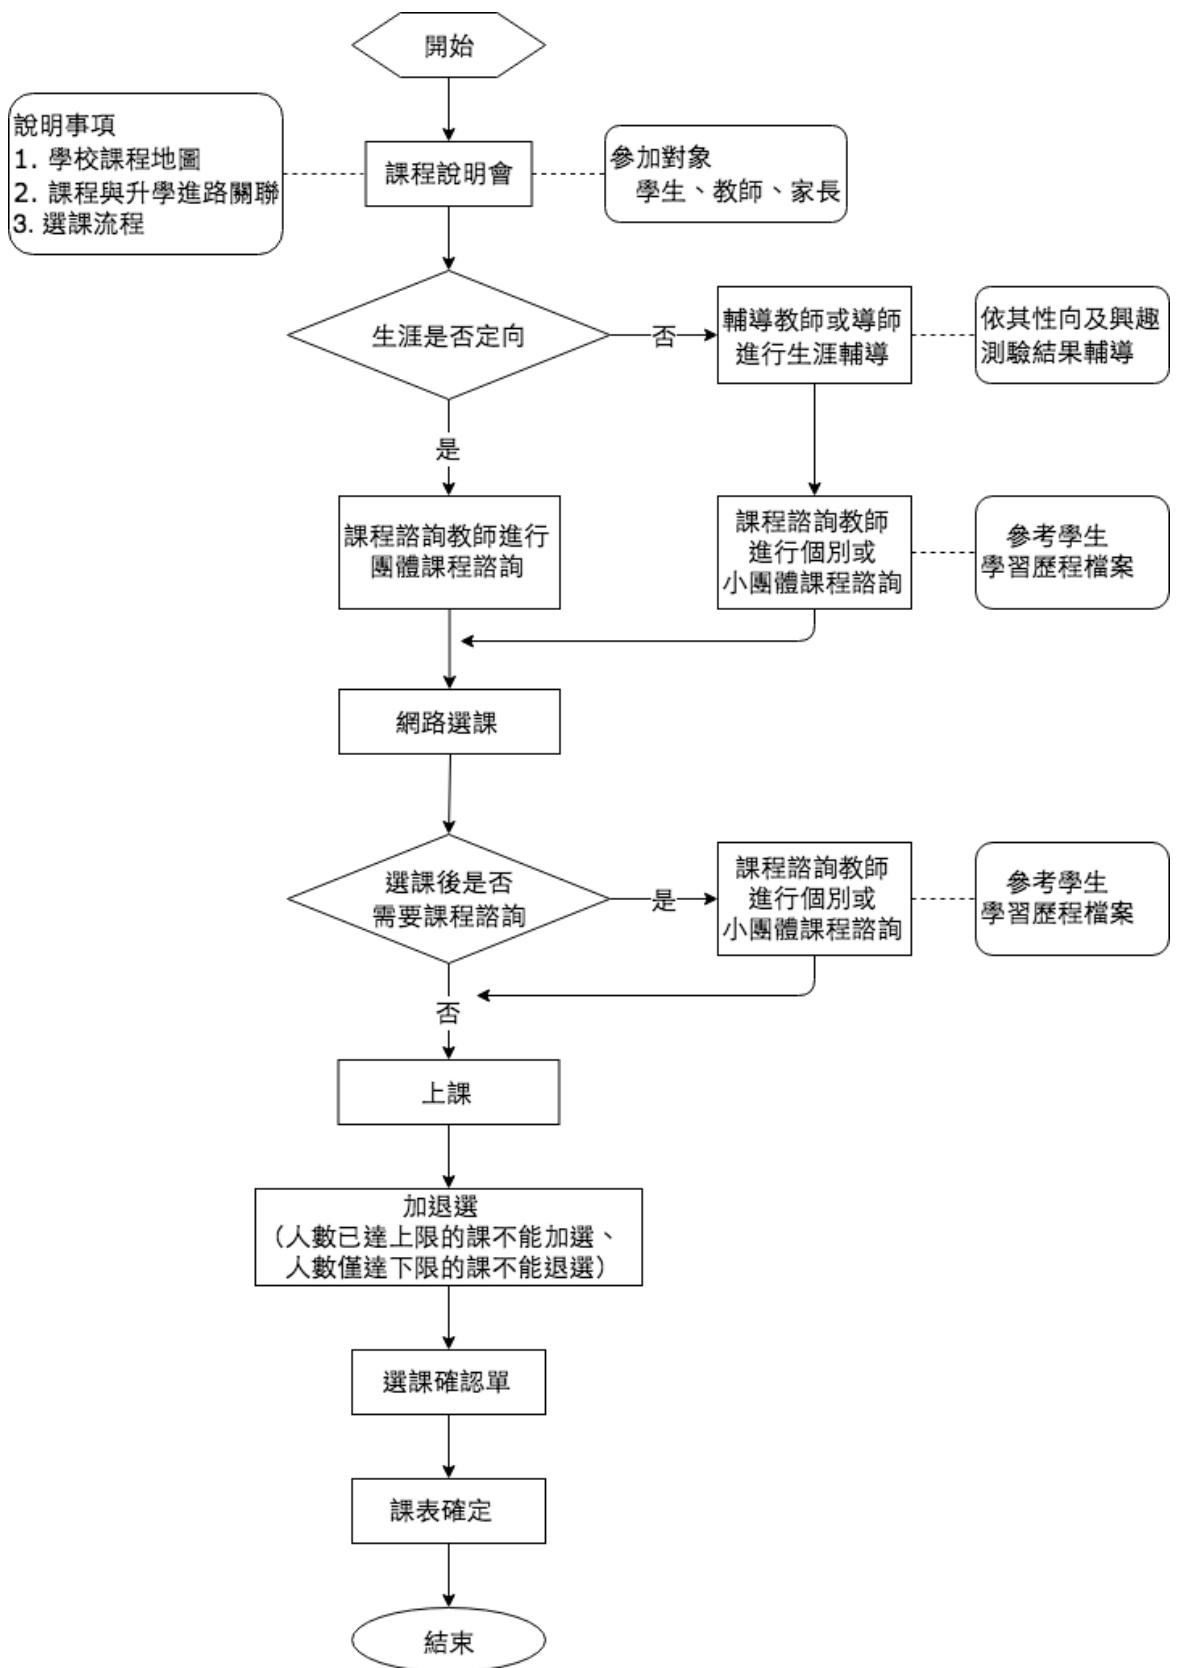 開始
說明事項
1. 學校課程地圖
2. 課程與升學進路關聯
3. 選課流程
課程說明會
參加對象
學生、教師、家長
生涯是否定向
否
輔導教師或導師
進行生涯輔導
依其性向及興趣
測驗結果輔導
是
課程諮詢教師進行
團體課程諮詢
課程諮詢教師
進行個別或
小團體課程諮詢
參考學生
學習歷程檔案
網路選課
選課後是否
需要課程諮詢
是
課程諮詢教師
進行個別或
小團體課程諮詢
參考學生
學習歷程檔案
否
上課
加退選
（人數已達上限的課不能加選、
人數僅達下限的課不能退選）
選課確認單
課表確定
結束